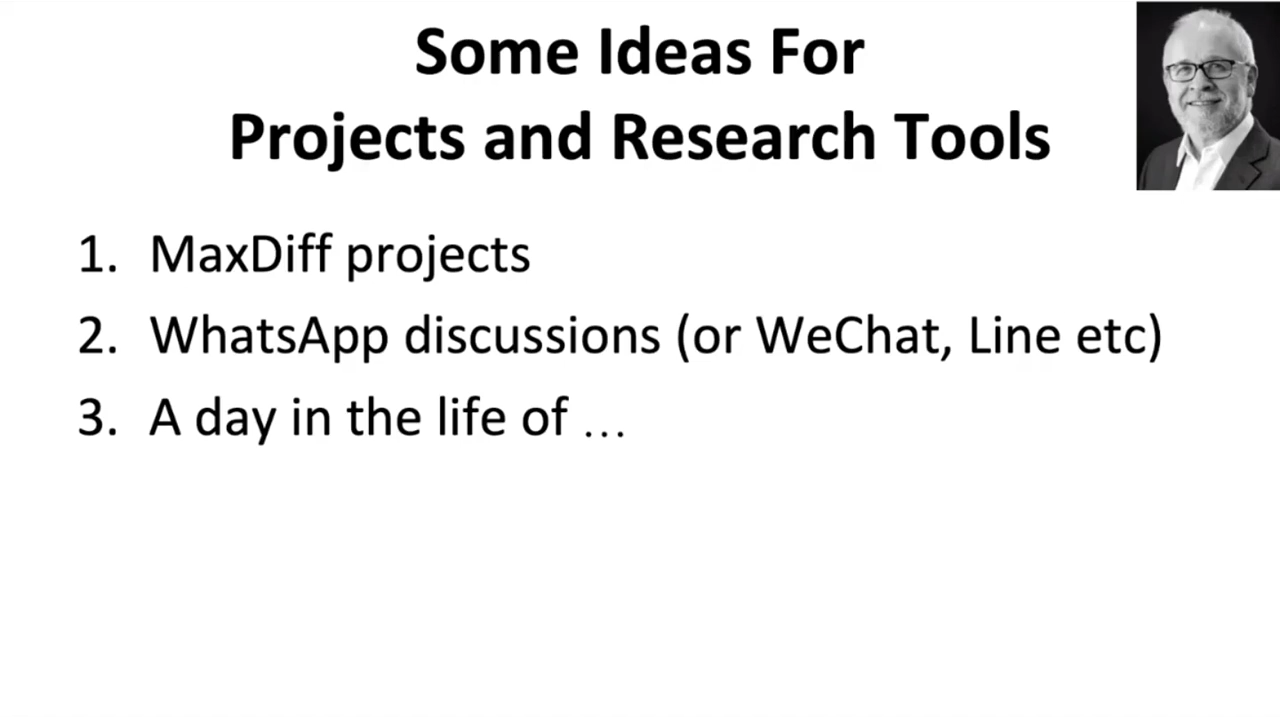 Some Ideas For
Projects and Research Tools
1. MaxDiff projects
2. WhatsApp discussions (or WeChat, Line etc)
3. A day in the life of …